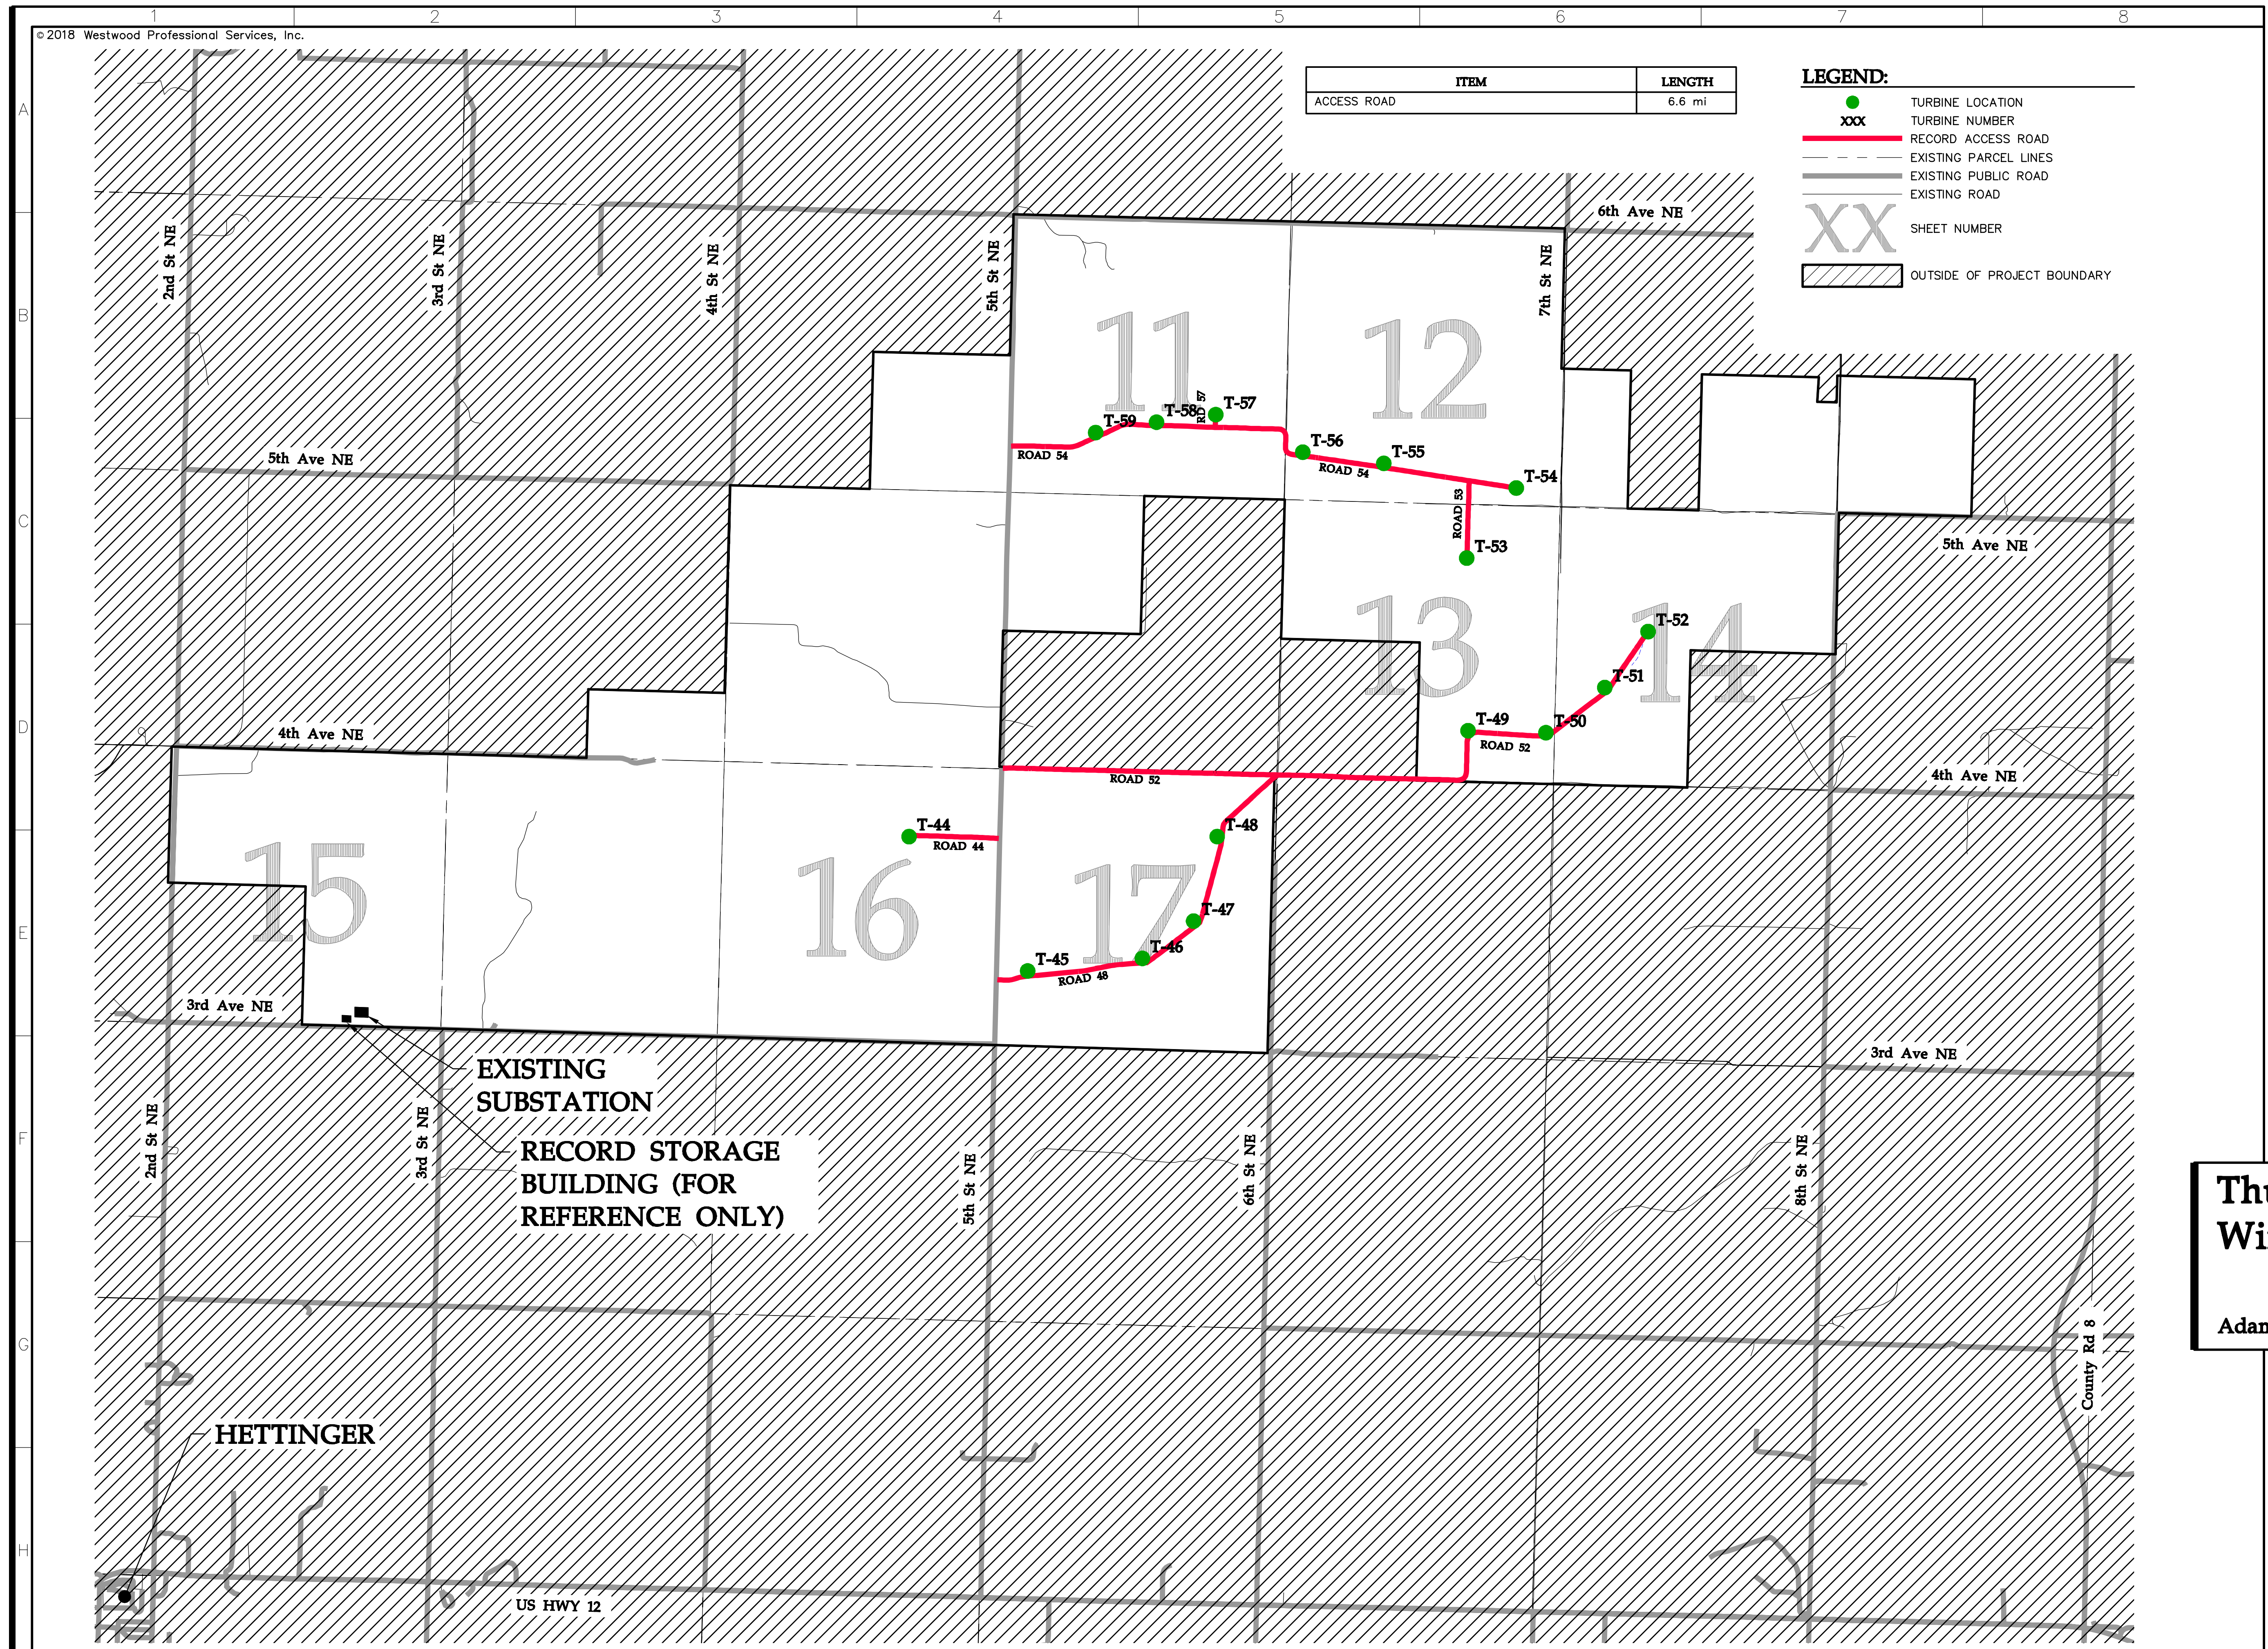 1 2 3 4 5 6 7 8
©2018 Westwood Professional Services, Inc.
A
B
C
D
E
F
G
H
ITEM LENGTH
ACCESS ROAD 6.6 mi
LEGEND:
TURBINE LOCATION
XXX TURBINE NUMBER
RECORD ACCESS ROAD
EXISTING PARCEL LINES
EXISTING PUBLIC ROAD
EXISTING ROAD
XX SHEET NUMBER
OUTSIDE OF PROJECT BOUNDARY
6th Ave NE
2nd St NE
3rd St NE
4th St NE
5th St NE
7th St NE
11
12
T-59
T-58
RD 57
T-57
ROAD 54
T-56
T-55
ROAD 54
T-54
5th Ave NE
ROAD 53
T-53
5th Ave NE
13
14
T-52
T-51
T-49
T-50
ROAD 52
4th Ave NE
ROAD 52
4th Ave NE
T-44
ROAD 44
T-48
15
16
17
T-47
T-46
T-45
ROAD 48
3rd Ave NE
3rd Ave NE
EXISTING
SUBSTATION
RECORD STORAGE
BUILDING (FOR
REFERENCE ONLY)
2nd St NE
3rd St NE
5th St NE
6th St NE
8th St NE
County Rd 8
HETTINGER
US HWY 12